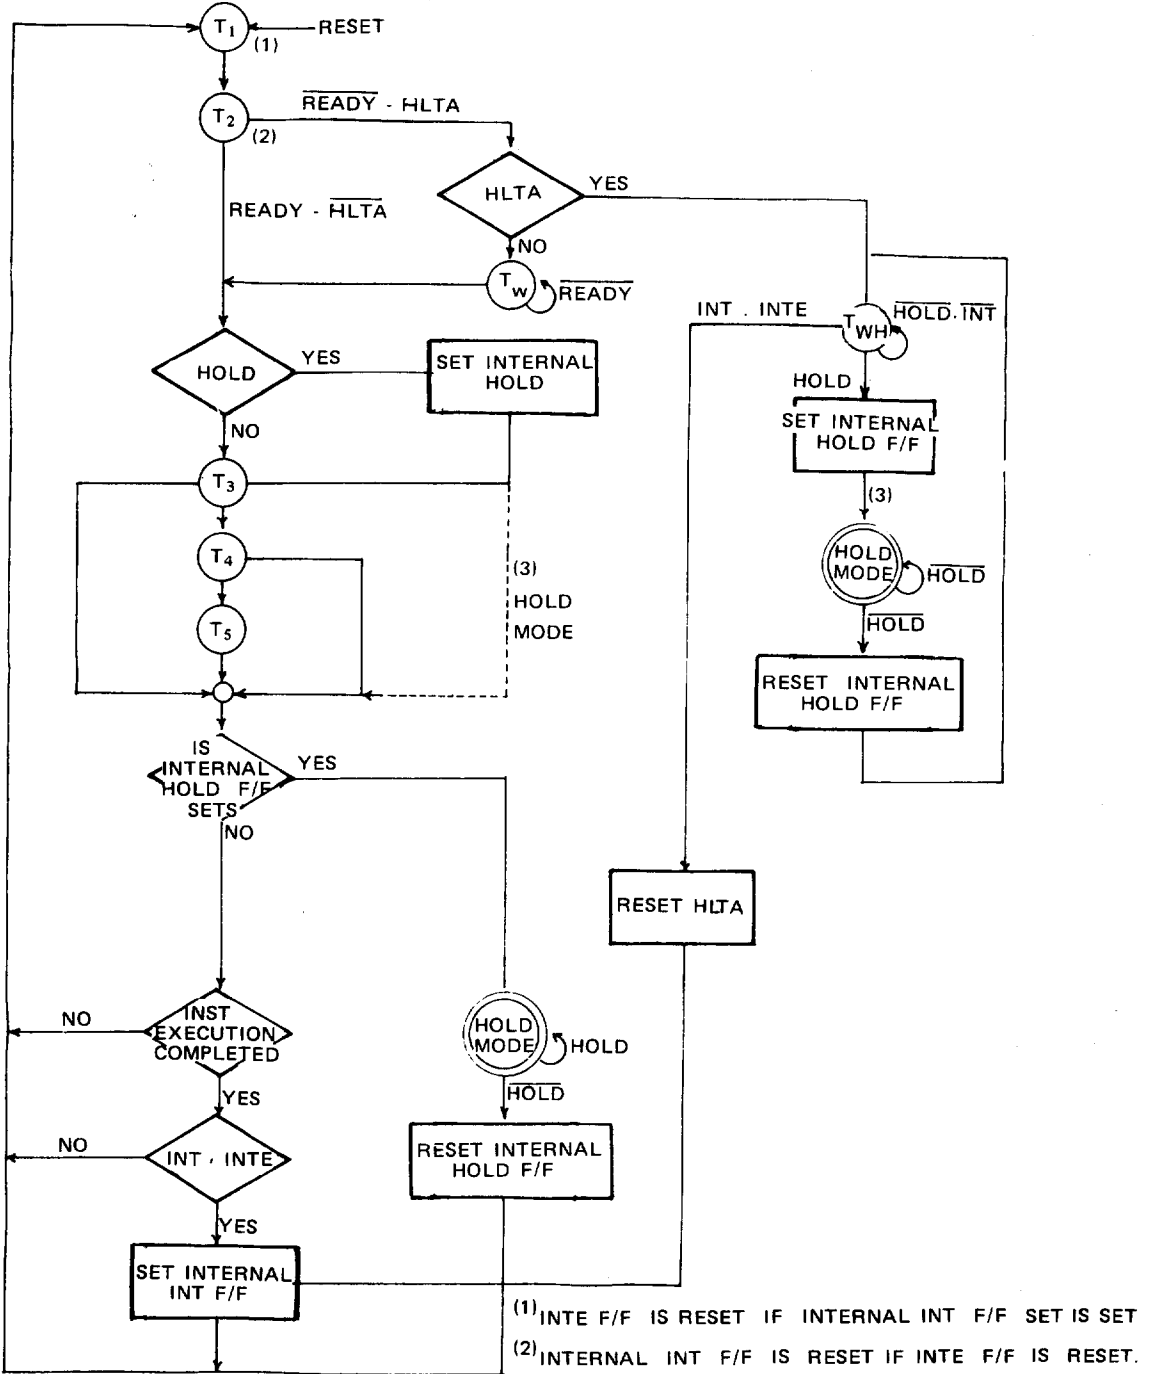 T1
RESET
(1)
READY - HLTA
T2
(2)
HLTA
YES
READY - HLTA
NO
Tw
READY
INT . INTE
TWH
HOLD . INT
HOLD
YES
SET INTERNAL
HOLD
HOLD
SET INTERNAL
HOLD F/F
NO
T3
(3)
T4
HOLD
MODE
HOLD
(3)
HOLD
MODE
T5
HOLD
RESET INTERNAL
HOLD F/F
IS
INTERNAL
HOLD F/F
SETS
YES
NO
RESET HLTA
INST
EXECUTION
COMPLETED
NO
HOLD
MODE
HOLD
YES
HOLD
NO
INT . INTE
RESET INTERNAL
HOLD F/F
YES
SET INTERNAL
INT F/F
(1) INTE F/F IS RESET IF INTERNAL INT F/F SET IS SET
(2) INTERNAL INT F/F IS RESET IF INTE F/F IS RESET.